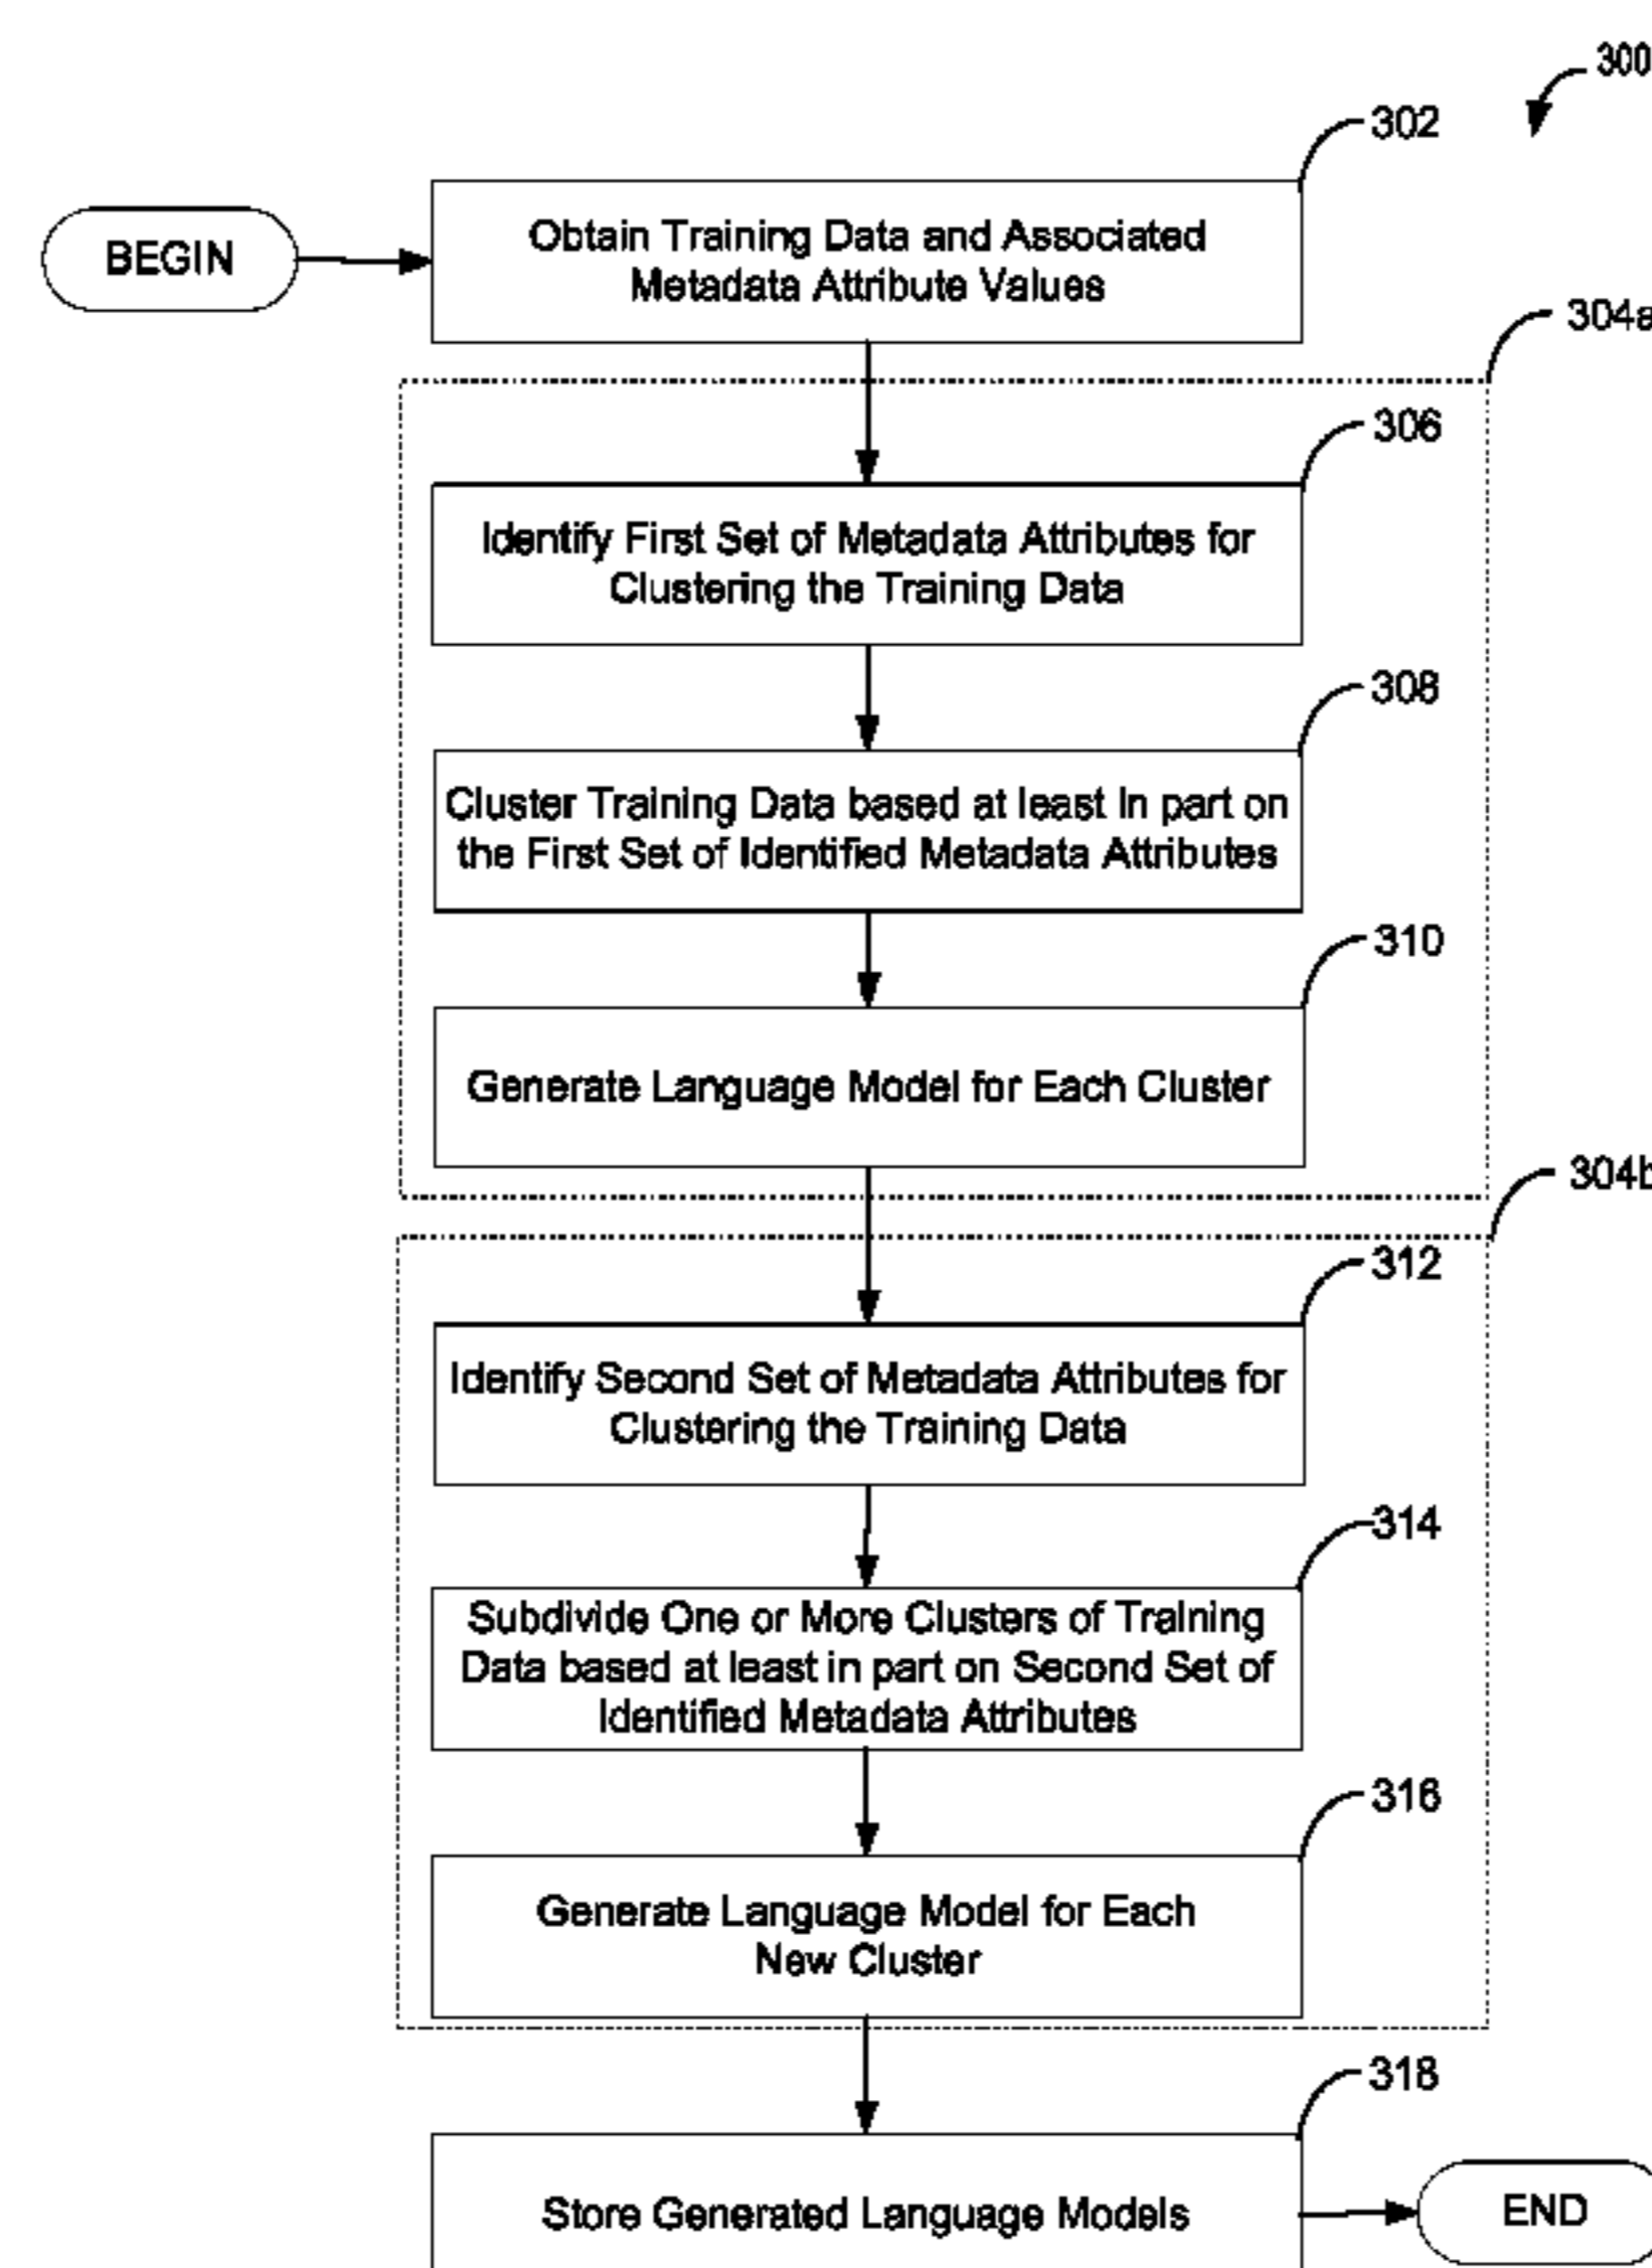 300
302
BEGIN
Obtain Training Data and Associated
Metadata Attribute Values
304a
306
Identify First Set of Metadata Attributes for
Clustering the Training Data
308
Cluster Training Data based at least in part on
the First Set of Identified Metadata Attributes
310
Generate Language Model for Each Cluster
304b
312
Identify Second Set of Metadata Attributes for
Clustering the Training Data
314
Subdivide One or More Clusters of Training
Data based at least in part on Second Set of
Identified Metadata Attributes
316
Generate Language Model for Each
New Cluster
318
Store Generated Language Models
END